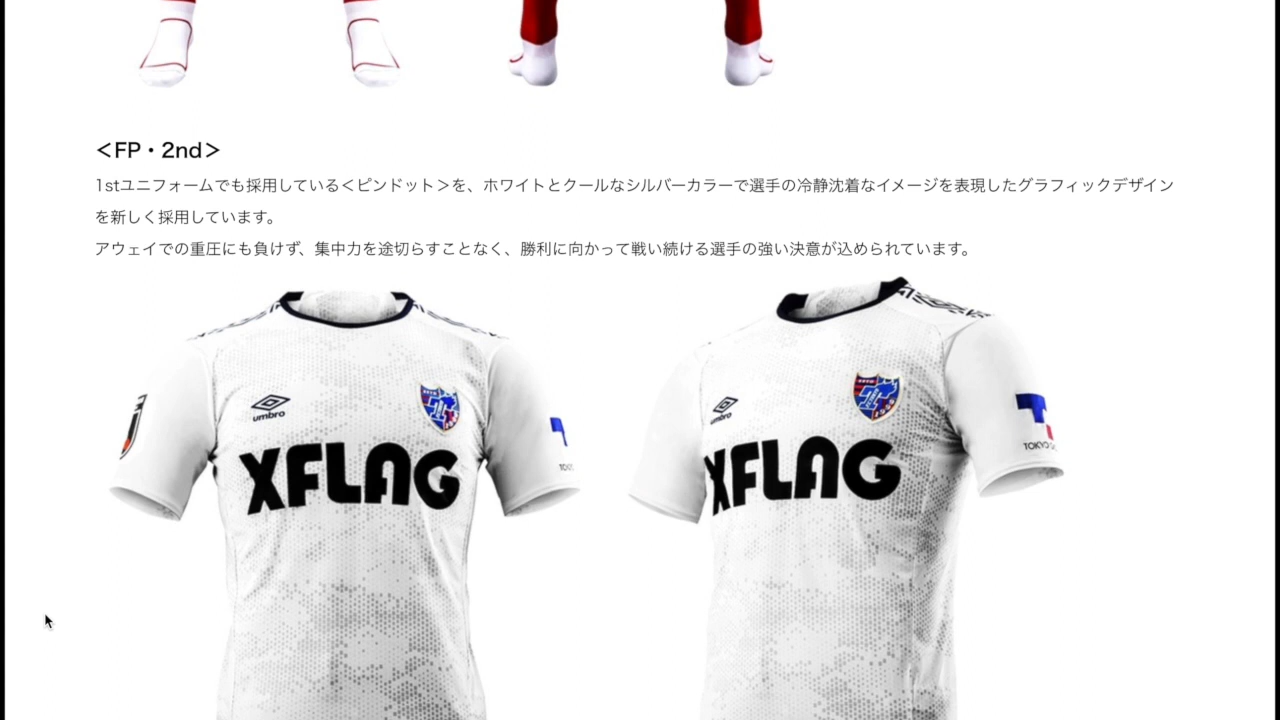 ＜FP・2nd＞
1stユニフォームでも採用している＜ピンドット＞を、ホワイトとクールなシルバーカラーで選手の冷静沈着なイメージを表現したグラフィックデザイン
を新しく採用しています。
アウェイでの重圧にも負けず、集中力を途切らすことなく、勝利に向かって戦い続ける選手の強い決意が込められています。
umbro
XFLAG
umbro
XFLAG